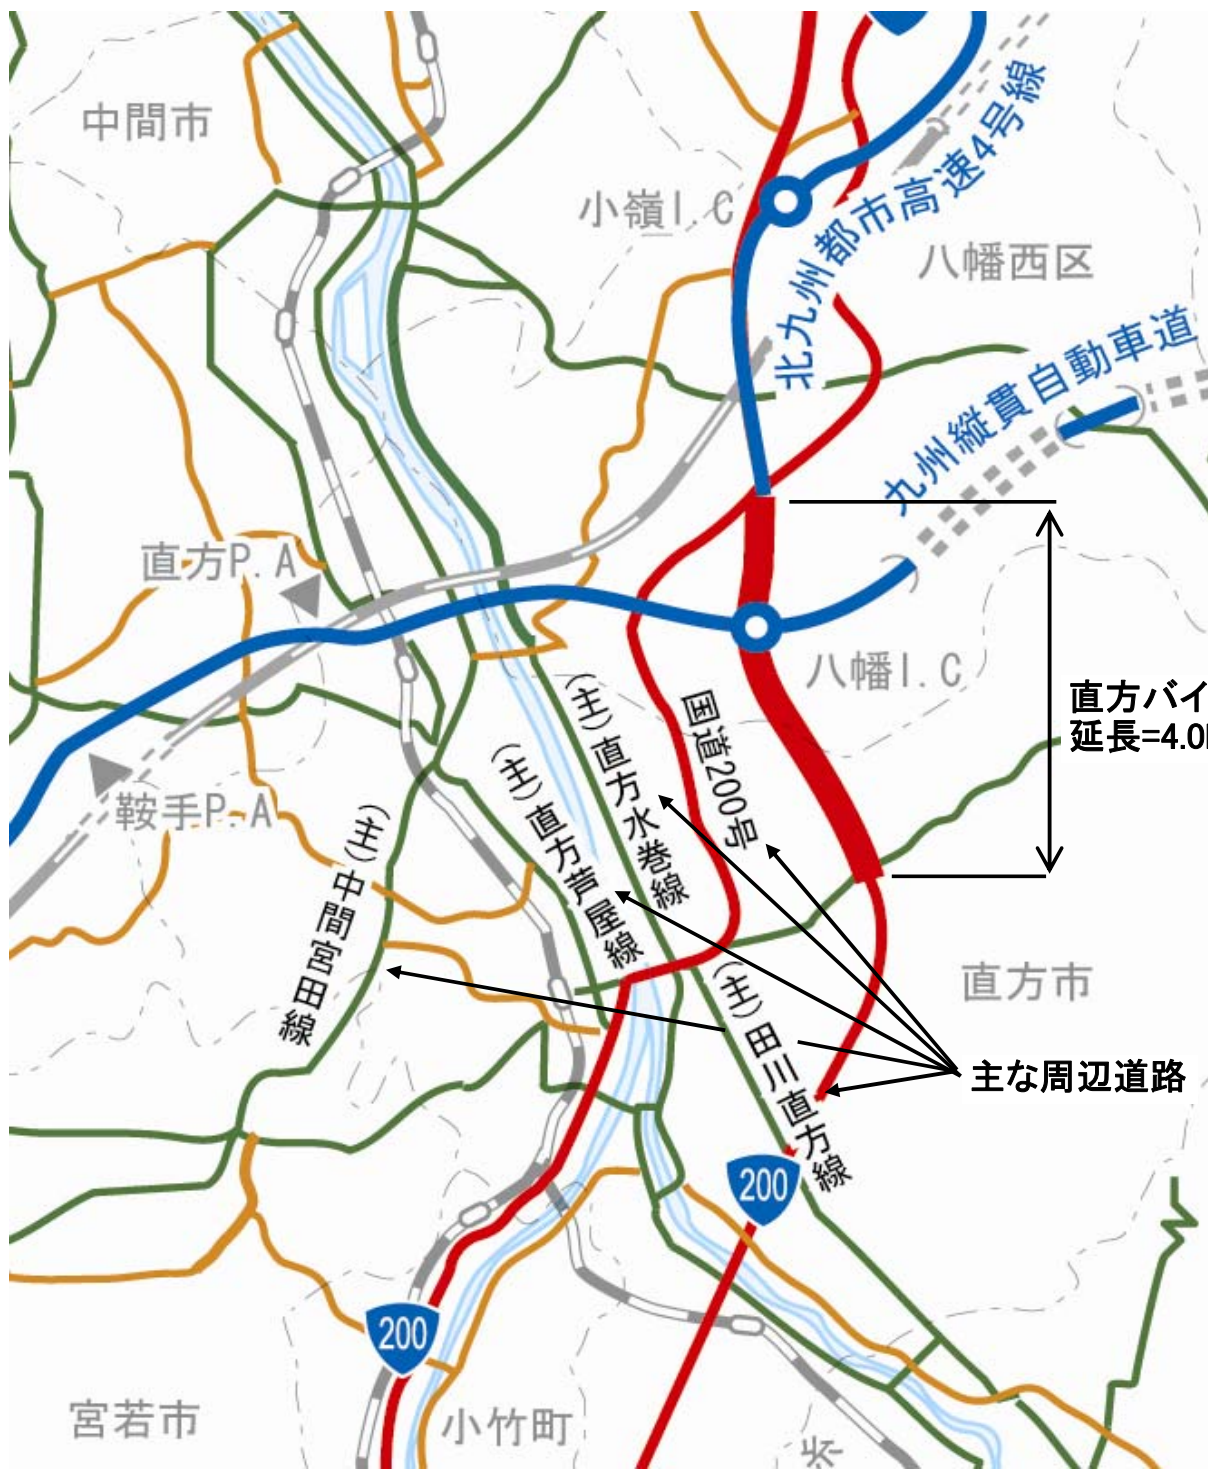 中間市
小嶺I.C
北九州都市高速4号線
八幡西区
九州縦貫自動車道
直方P.A
八幡I.C
直方バイ
延長=4.0
鞍手P.A
(主)中間宮田線
(主)直方芦屋線
(主)直方水巻線
国道200号
(主)田川直方線
直方市
主な周辺道路
200
200
宮若市
小竹町